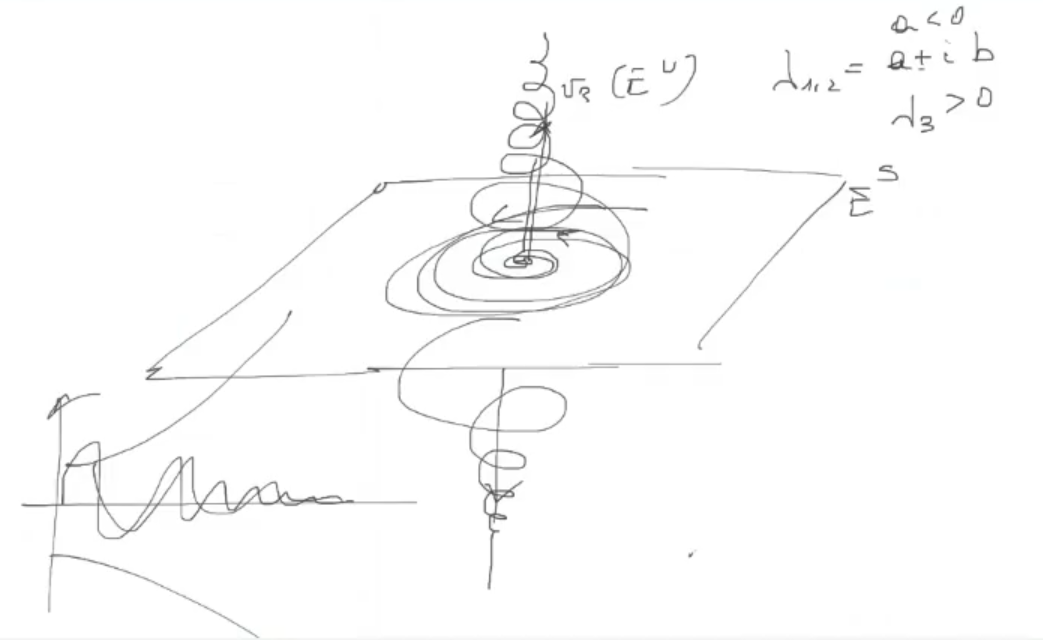 a < 0
λ₁,₂ = a ± i b
λ₃ > 0
v₃ (E^U)
E^S